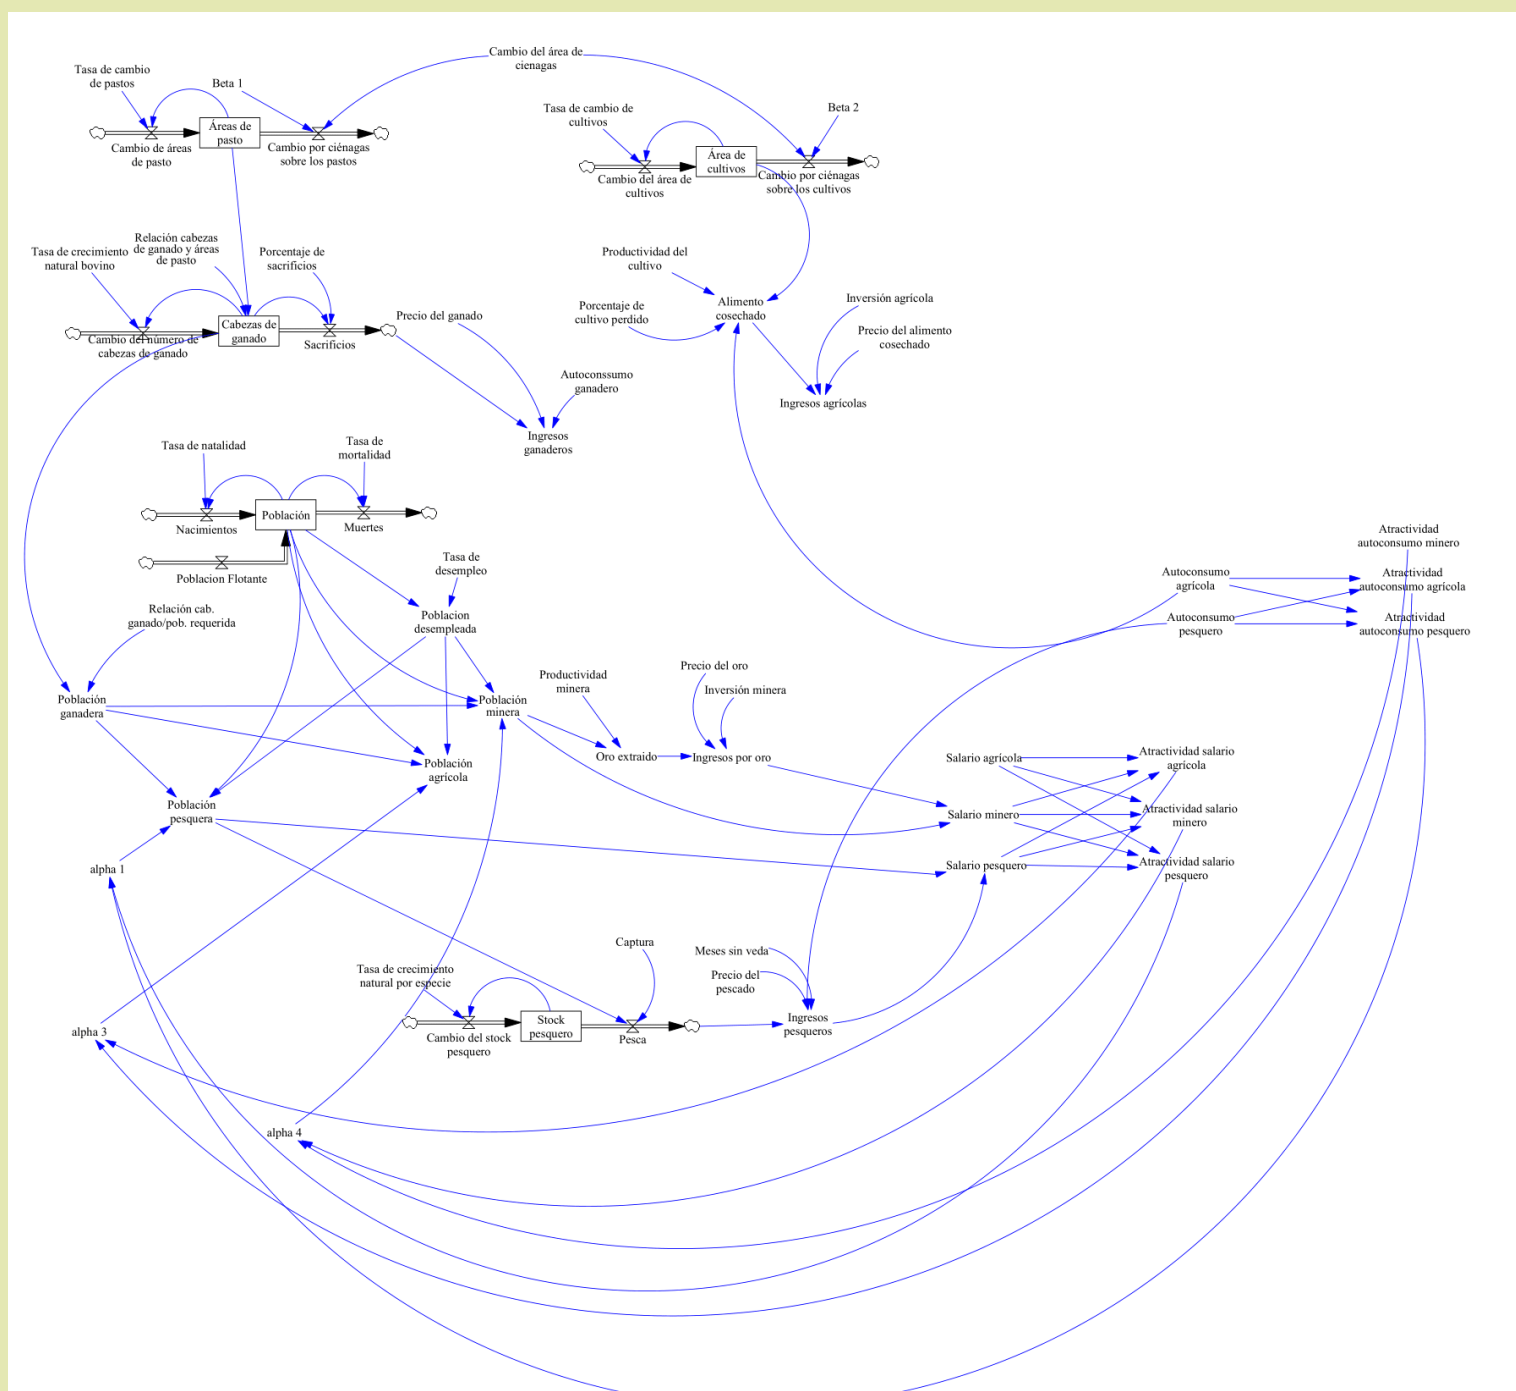 Cambio del área de
cienagas
Tasa de cambio
de pastos
Beta 1
Tasa de cambio de
cultivos
Beta 2
Áreas de
pasto
Cambio de áreas
de pasto
Cambio por ciénagas
sobre los pastos
Área de
cultivos
Cambio del área de
cultivos
Cambio por ciénagas
sobre los cultivos
Tasa de crecimiento
natural bovino
Relación cabezas
de ganado y áreas
de pasto
Porcentaje de
sacrificios
Productividad del
cultivo
Porcentaje de
cultivo perdido
Alimento
cosechado
Inversión agrícola
Precio del alimento
cosechado
Cabezas de
ganado
Cambio del número de
cabezas de ganado
Sacrificios
Precio del ganado
Autoconssumo
ganadero
Ingresos agrícolas
Ingresos
ganaderos
Tasa de natalidad
Tasa de
mortalidad
Población
Nacimientos
Muertes
Poblacion Flotante
Tasa de
desempleo
Atractividad
autoconsumo minero
Autoconsumo
agrícola
Atractividad
autoconsumo agrícola
Autoconsumo
pesquero
Atractividad
autoconsumo pesquero
Relación cab.
ganado/pob. requerida
Poblacion
desempleada
Población
ganadera
Población
minera
Productividad
minera
Precio del oro
Inversión minera
Oro extraido
Ingresos por oro
Población
agrícola
Población
pesquera
Salario agrícola
Atractividad salario
agrícola
Salario minero
Atractividad salario
minero
Salario pesquero
Atractividad salario
pesquero
alpha 1
Captura
Meses sin veda
Precio del
pescado
Tasa de crecimiento
natural por especie
Stock
pesquero
Cambio del stock
pesquero
Pesca
Ingresos
pesqueros
alpha 3
alpha 4